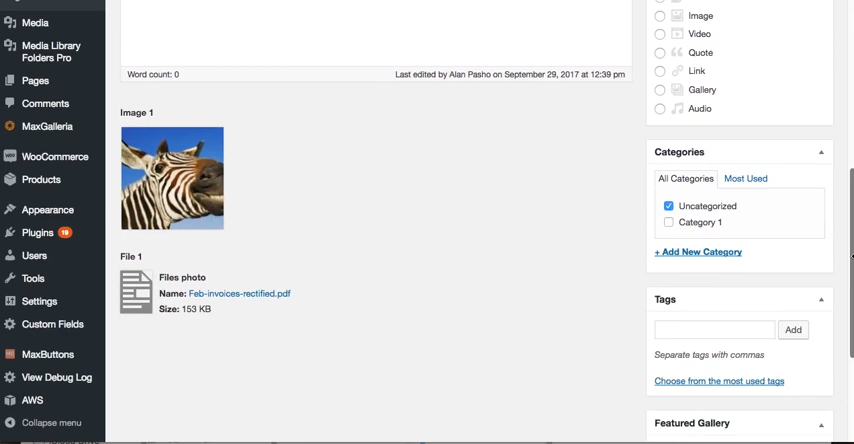 Media
Media Library
Folders Pro
Pages
Comments
MaxGalleria
WooCommerce
Products
Appearance
Plugins 19
Users
Tools
Settings
Custom Fields
MaxButtons
View Debug Log
AWS
Collapse menu
Word count: 0
Last edited by Alan Pasho on September 29, 2017 at 12:39 pm
Image 1
File 1
Files photo
Name: Feb-invoices-rectified.pdf
Size: 153 KB
Image
Video
Quote
Link
Gallery
Audio
Categories
All Categories
Most Used
Uncategorized
Category 1
+ Add New Category
Tags
Add
Separate tags with commas
Choose from the most used tags
Featured Gallery